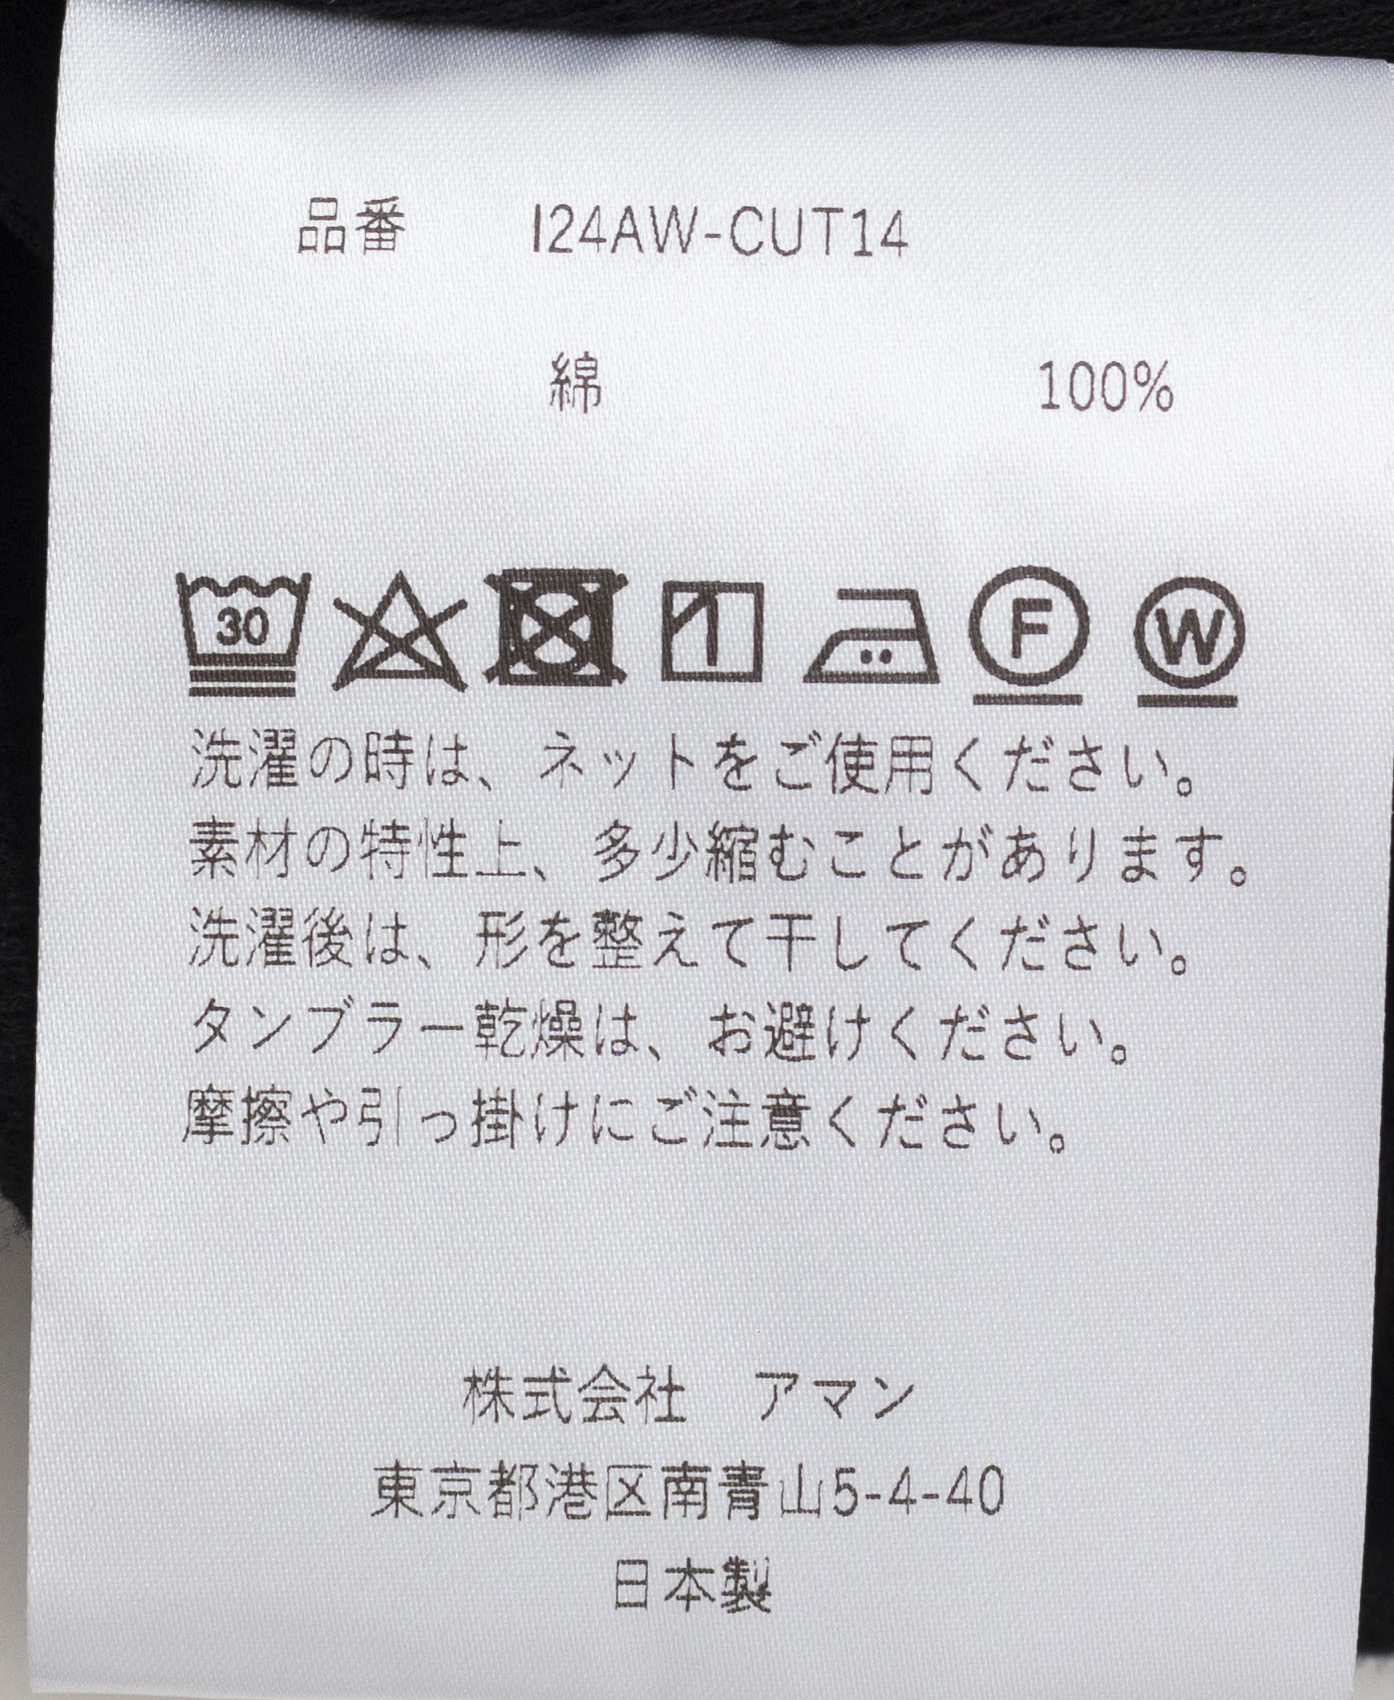 品番 I24AW-CUT14
綿 100%
30 F W
洗濯の時は、ネットをご使用ください。
素材の特性上、多少縮むことがあります。
洗濯後は、形を整えて干してください。
タンブラー乾燥は、お避けください。
摩擦や引っ掛けにご注意ください。
株式会社 アマン
東京都港区南青山5-4-40
日本製